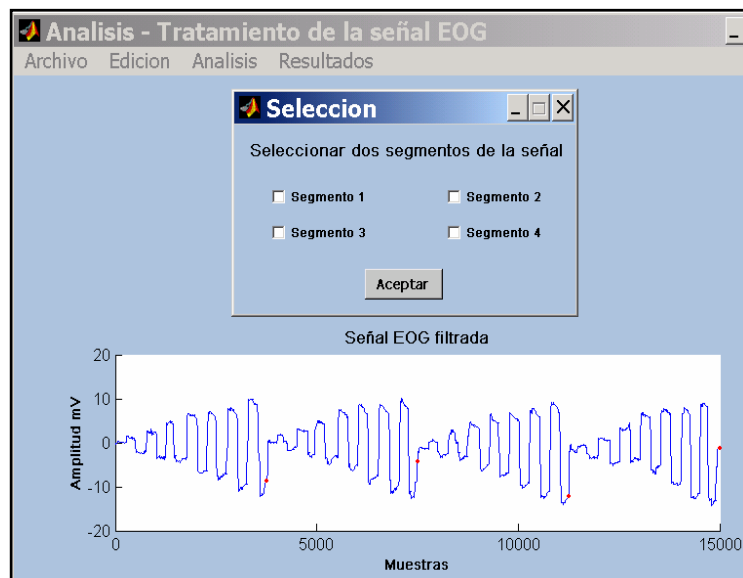 Analisis - Tratamiento de la señal EOG
Archivo Edicion Analisis Resultados
Seleccion
Seleccionar dos segmentos de la señal
Segmento 1 Segmento 2
Segmento 3 Segmento 4
Aceptar
Señal EOG filtrada
20
10
0
-10
-20
Amplitud mV
0 5000 10000 15000
Muestras